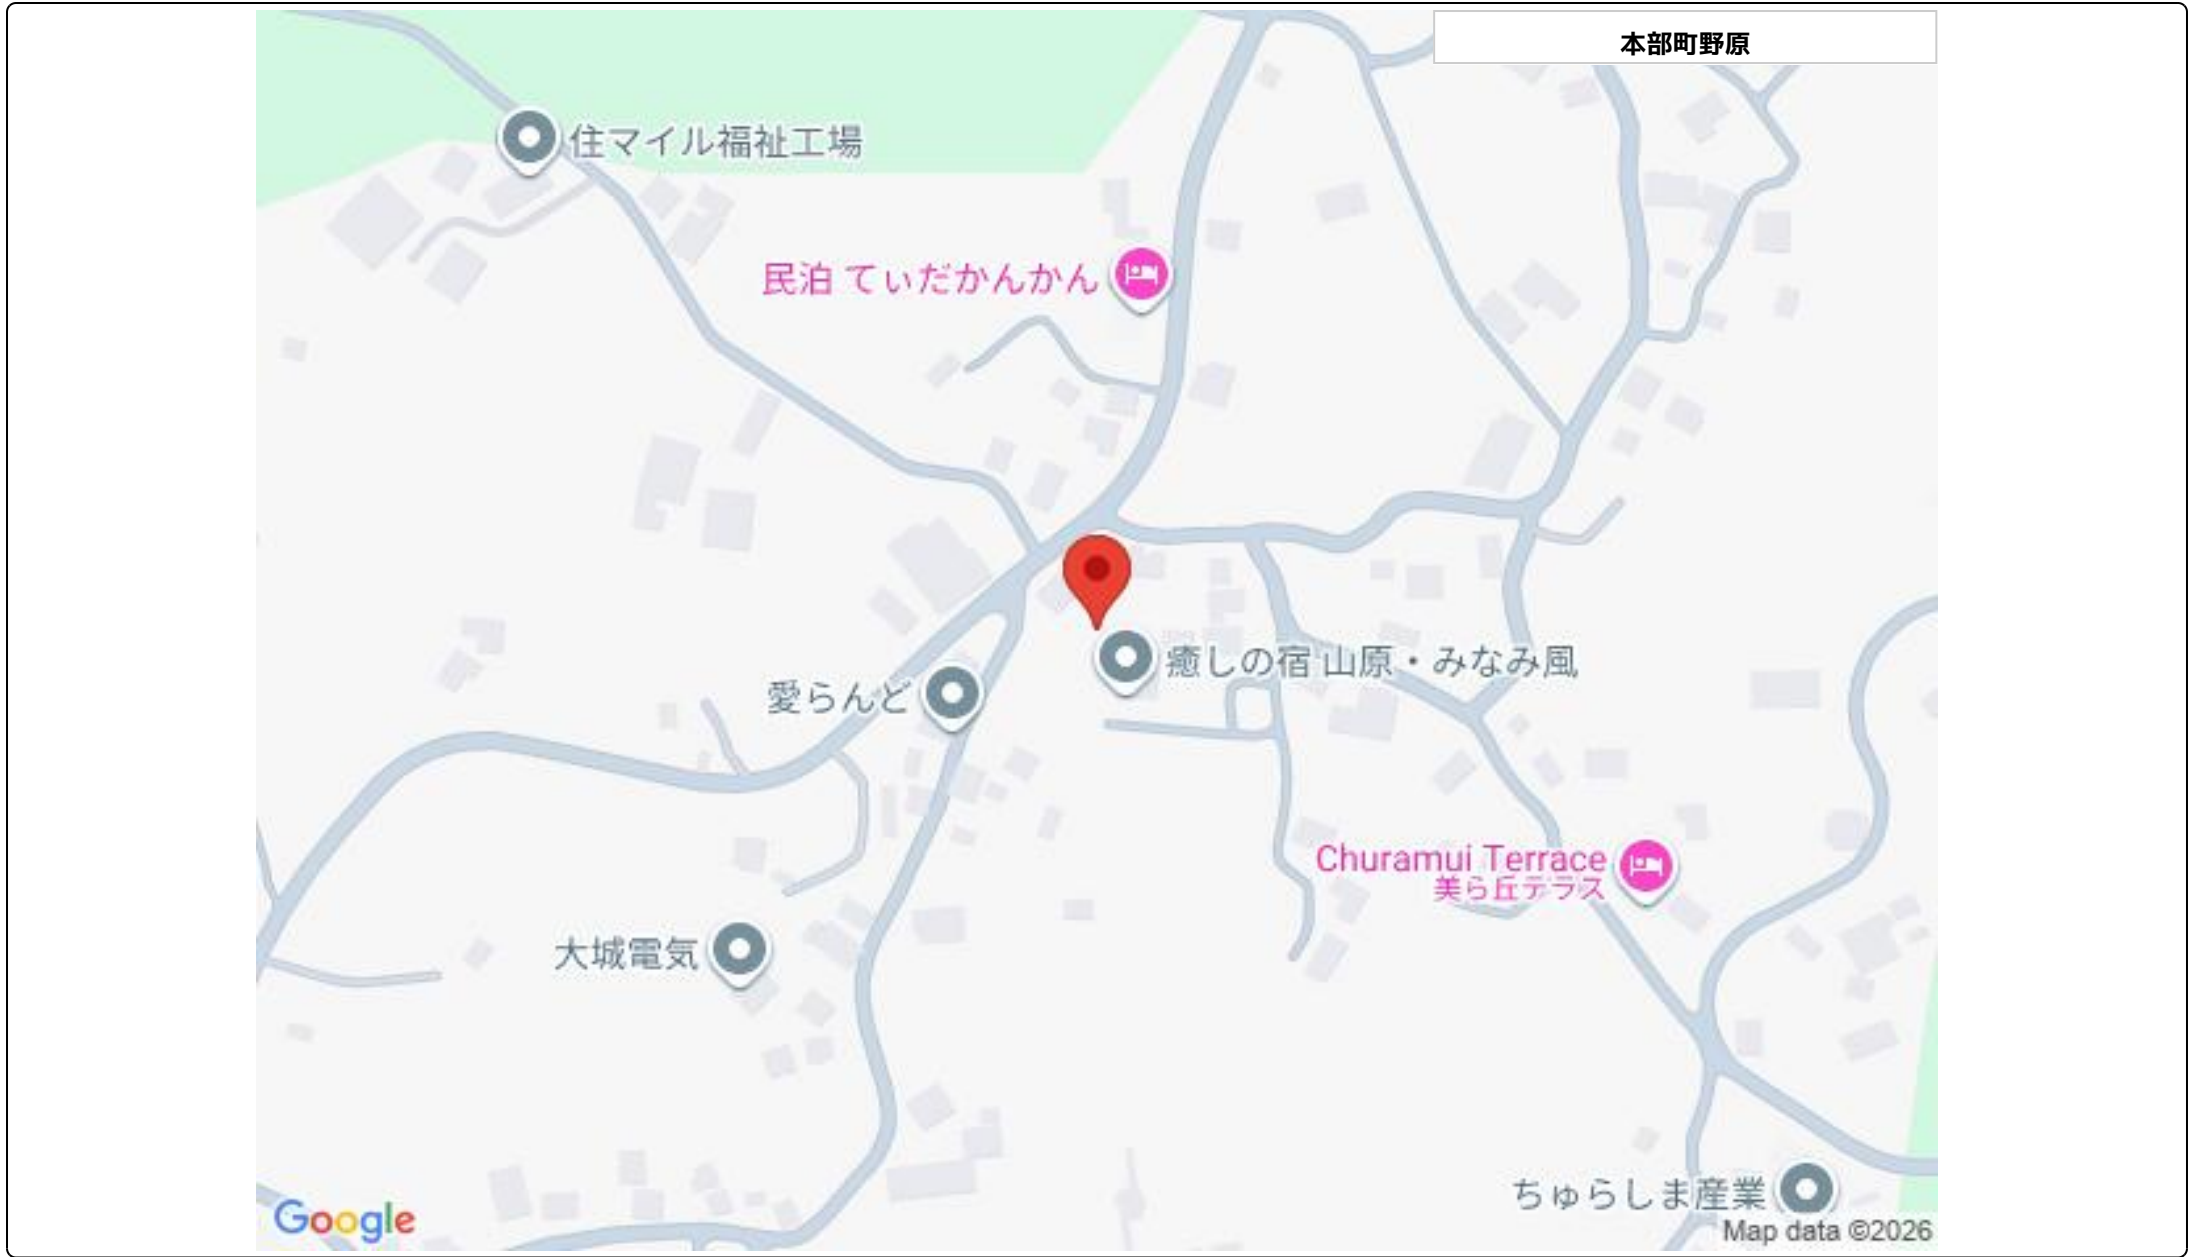 本部町野原
住マイル福祉工場
民泊 てぃだかんかん
癒しの宿 山原・みなみ風
愛らんど
Churamui Terrace
美ら丘テラス
大城電気
ちゅらしま産業
Google
Map data ©2026